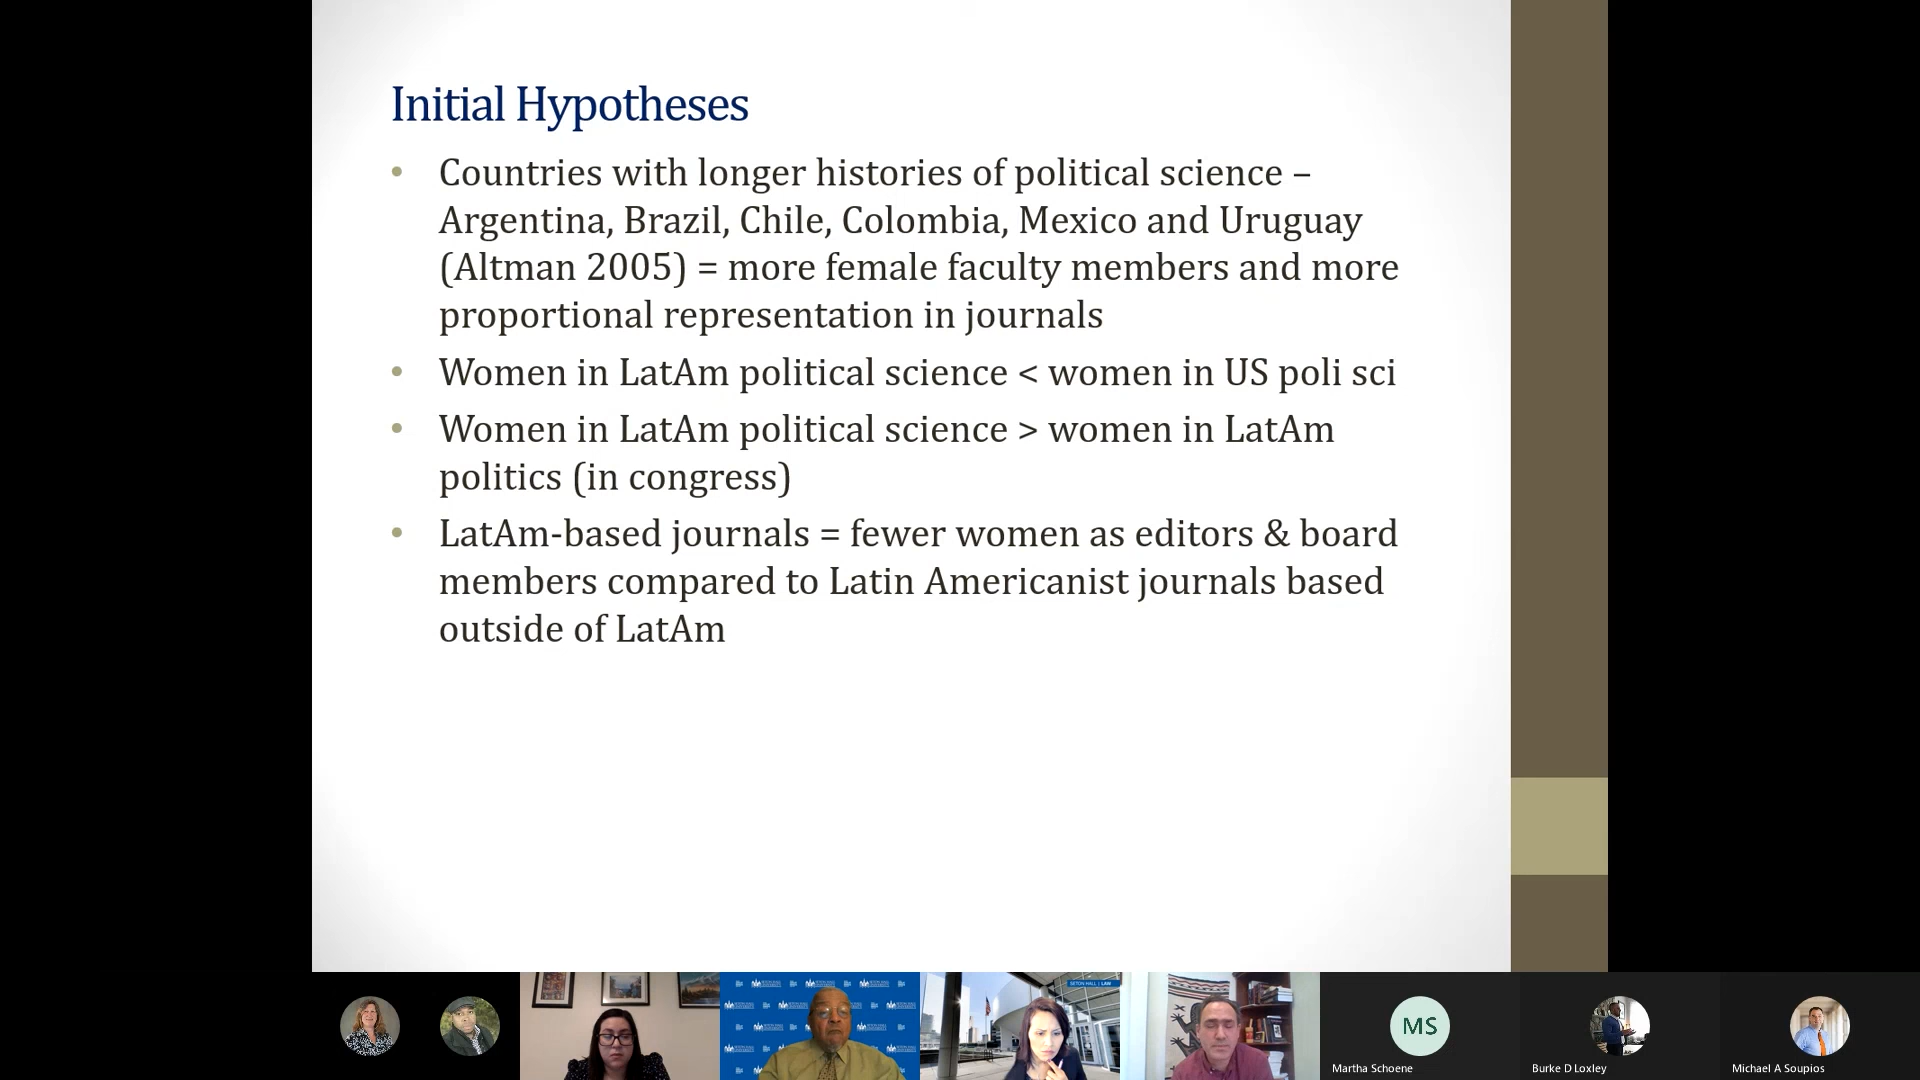 Initial Hypotheses
• Countries with longer histories of political science –
Argentina, Brazil, Chile, Colombia, Mexico and Uruguay
(Altman 2005) = more female faculty members and more
proportional representation in journals
• Women in LatAm political science < women in US poli sci
• Women in LatAm political science > women in LatAm
politics (in congress)
• LatAm-based journals = fewer women as editors & board
members compared to Latin Americanist journals based
outside of LatAm
SETON HALL | LAW
MS
Martha Schoene
Burke D Loxley
Michael A Soupios